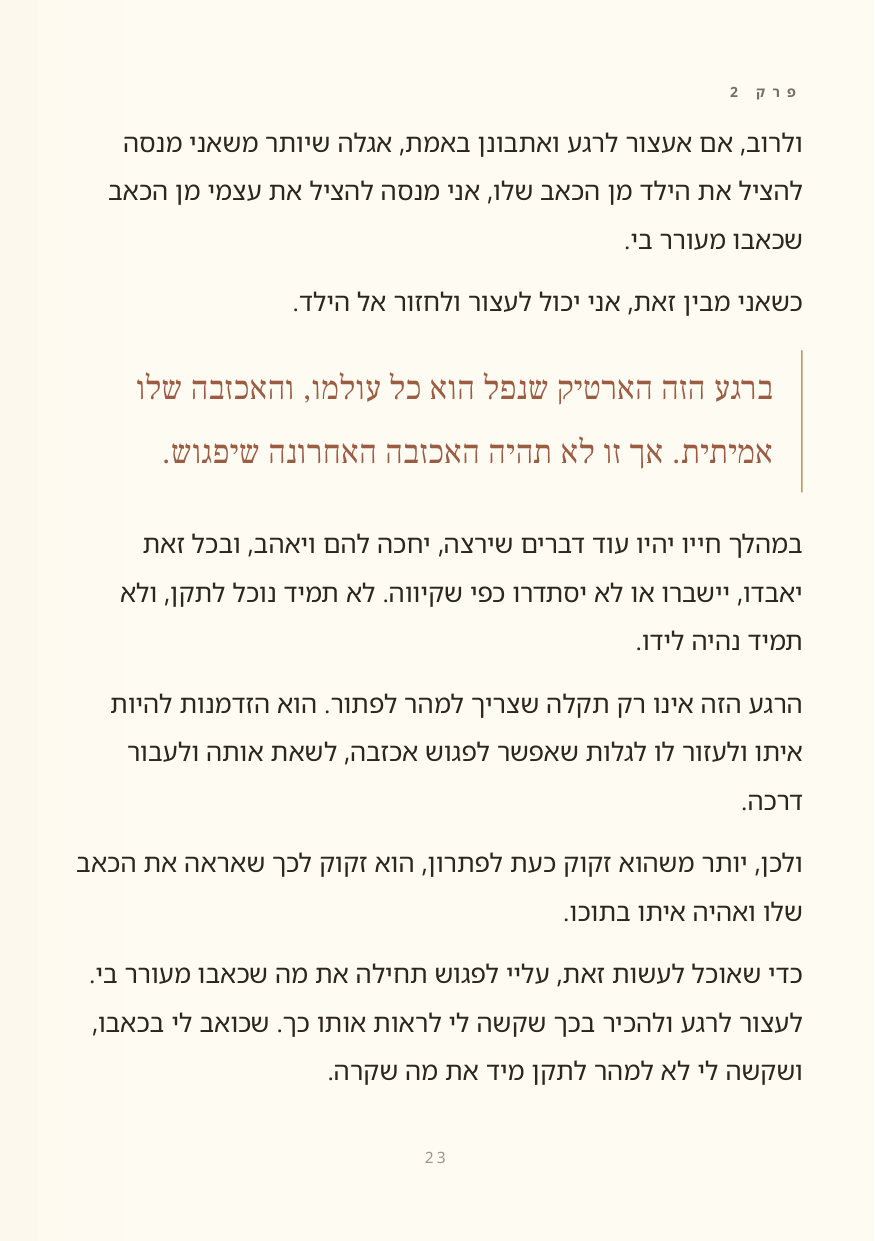 פרק 2
ולרוב, אם אעצור לרגע ואתבונן באמת, אגלה שיותר משאני מנסה
להציל את הילד מן הכאב שלו, אני מנסה להציל את עצמי מן הכאב
שכאבו מעורר בי.
כשאני מבין זאת, אני יכול לעצור ולחזור אל הילד.
ברגע הזה הארטיק שנפל הוא כל עולמו, והאכזבה שלו
אמיתית. אך זו לא תהיה האכזבה האחרונה שיפגוש.
במהלך חייו יהיו עוד דברים שירצה, יחכה להם ויאהב, ובכל זאת
יאבדו, יישברו או לא יסתדרו כפי שקיווה. לא תמיד נוכל לתקן, ולא
תמיד נהיה לידו.
הרגע הזה אינו רק תקלה שצריך למהר לפתור. הוא הזדמנות להיות
איתו ולעזור לו לגלות שאפשר לפגוש אכזבה, לשאת אותה ולעבור
דרכה.
ולכן, יותר משהוא זקוק כעת לפתרון, הוא זקוק לכך שאראה את הכאב
שלו ואהיה איתו בתוכו.
כדי שאוכל לעשות זאת, עליי לפגוש תחילה את מה שכאבו מעורר בי.
לעצור לרגע ולהכיר בכך שקשה לי לראות אותו כך. שכואב לי בכאבו,
ושקשה לי לא למהר לתקן מיד את מה שקרה.
23